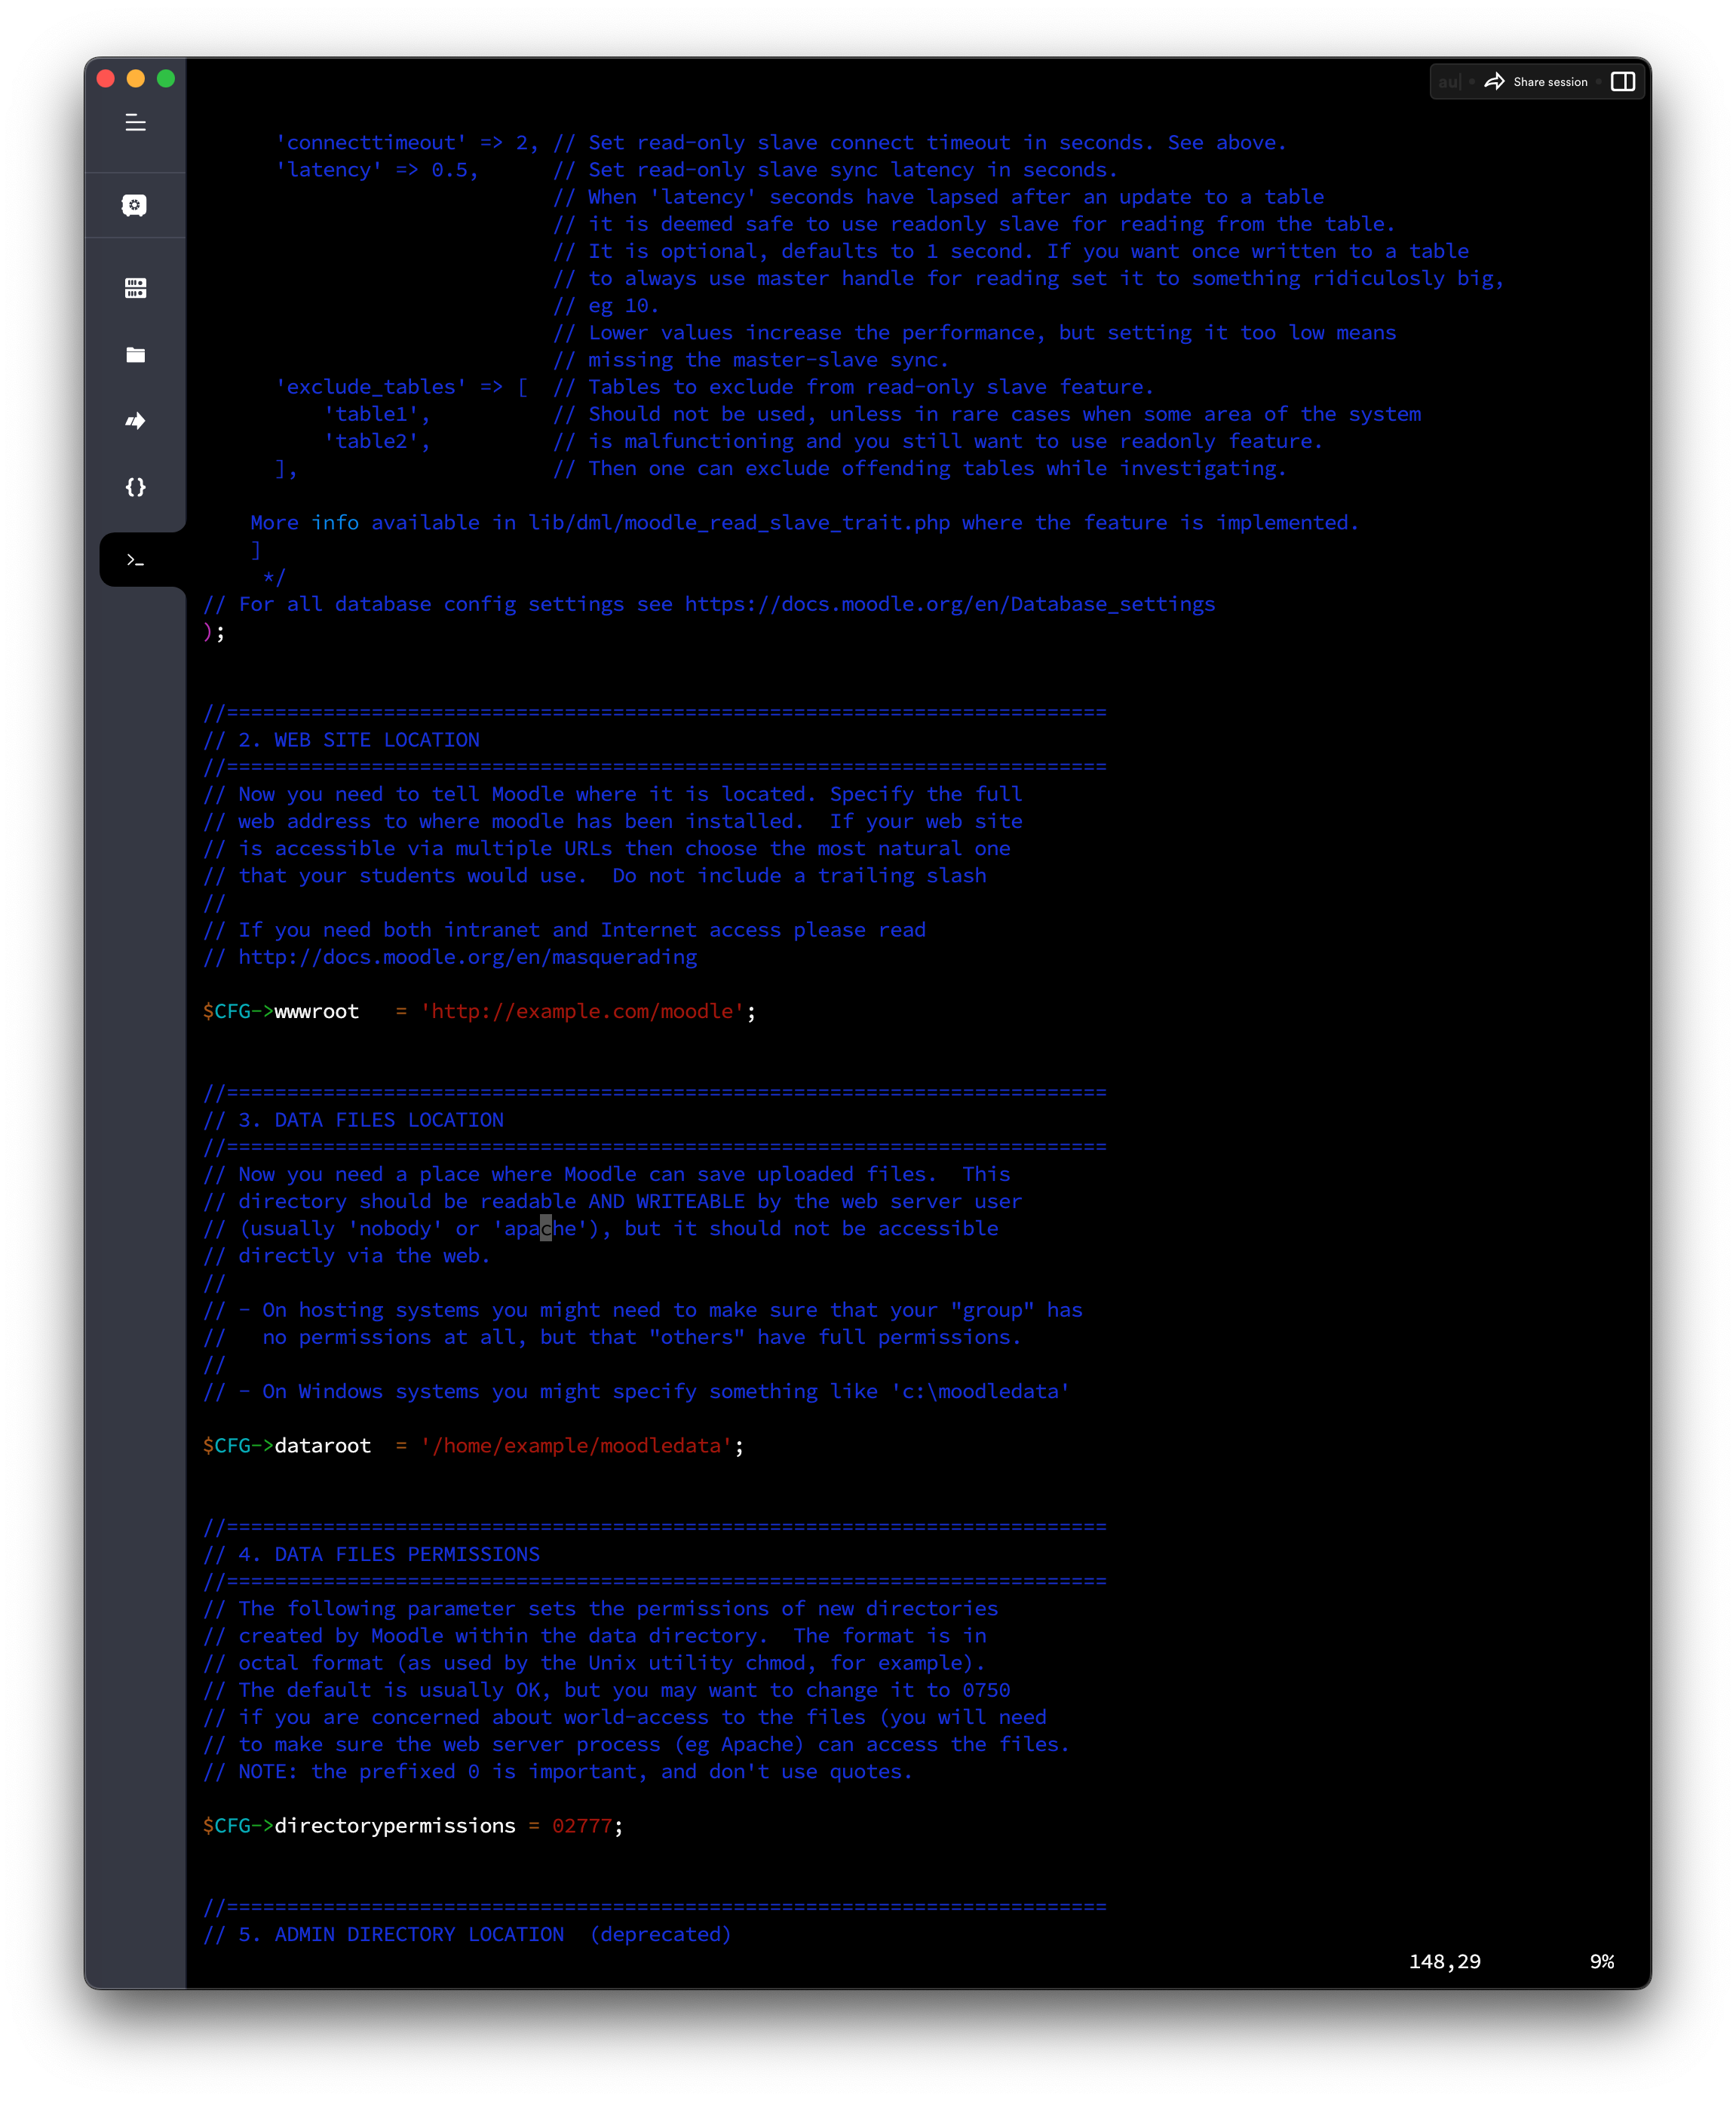 au| • Share session •
'connecttimeout' => 2, // Set read-only slave connect timeout in seconds. See above.
'latency' => 0.5,      // Set read-only slave sync latency in seconds.
// When 'latency' seconds have lapsed after an update to a table
// it is deemed safe to use readonly slave for reading from the table.
// It is optional, defaults to 1 second. If you want once written to a table
// to always use master handle for reading set it to something ridiculosly big,
// eg 10.
// Lower values increase the performance, but setting it too low means
// missing the master-slave sync.
'exclude_tables' => [  // Tables to exclude from read-only slave feature.
'table1',          // Should not be used, unless in rare cases when some area of the system
'table2',          // is malfunctioning and you still want to use readonly feature.
],                     // Then one can exclude offending tables while investigating.
More info available in lib/dml/moodle_read_slave_trait.php where the feature is implemented.
]
*/
// For all database config settings see https://docs.moodle.org/en/Database_settings
);
//=========================================================================
// 2. WEB SITE LOCATION
//=========================================================================
// Now you need to tell Moodle where it is located. Specify the full
// web address to where moodle has been installed.  If your web site
// is accessible via multiple URLs then choose the most natural one
// that your students would use.  Do not include a trailing slash
//
// If you need both intranet and Internet access please read
// http://docs.moodle.org/en/masquerading
$CFG->wwwroot   = 'http://example.com/moodle';
//=========================================================================
// 3. DATA FILES LOCATION
//=========================================================================
// Now you need a place where Moodle can save uploaded files.  This
// directory should be readable AND WRITEABLE by the web server user
// (usually 'nobody' or 'apache'), but it should not be accessible
// directly via the web.
//
// - On hosting systems you might need to make sure that your "group" has
//   no permissions at all, but that "others" have full permissions.
//
// - On Windows systems you might specify something like 'c:\moodledata'
$CFG->dataroot  = '/home/example/moodledata';
//=========================================================================
// 4. DATA FILES PERMISSIONS
//=========================================================================
// The following parameter sets the permissions of new directories
// created by Moodle within the data directory.  The format is in
// octal format (as used by the Unix utility chmod, for example).
// The default is usually OK, but you may want to change it to 0750
// if you are concerned about world-access to the files (you will need
// to make sure the web server process (eg Apache) can access the files.
// NOTE: the prefixed 0 is important, and don't use quotes.
$CFG->directorypermissions = 02777;
//=========================================================================
// 5. ADMIN DIRECTORY LOCATION  (deprecated)
148,29         9%